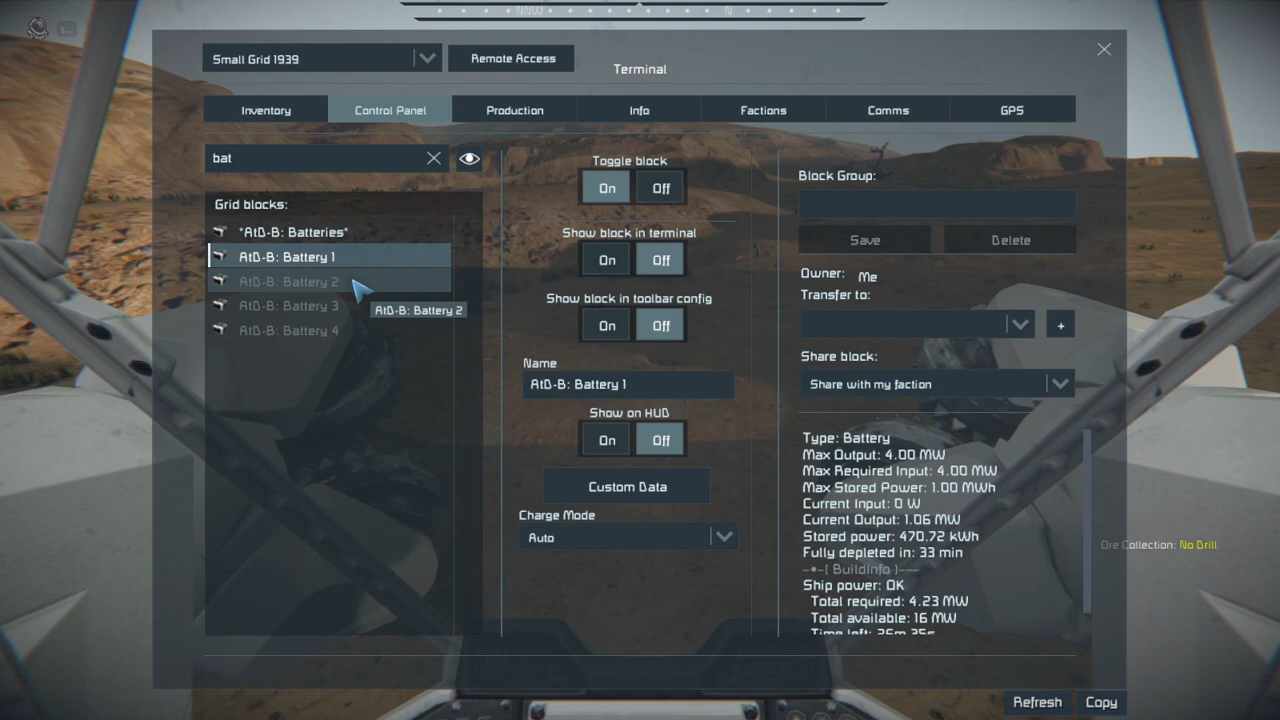 NNW N
S...
Small Grid 1939
Remote Access
Terminal
Inventory
Control Panel
Production
Info
Factions
Comms
GPS
bat
Grid blocks:
*AtD-B: Batteries*
AtD-B: Battery 1
AtD-B: Battery 2
AtD-B: Battery 3
AtD-B: Battery 4
AtD-B: Battery 2
Toggle block
On Off
Show block in terminal
On Off
Show block in toolbar config
On Off
Name
AtD-B: Battery 1
Show on HUD
On Off
Custom Data
Charge Mode
Auto
Block Group:
Save Delete
Owner: Me
Transfer to:
+
Share block:
Share with my faction
Type: Battery
Max Output: 4.00 MW
Max Required Input: 4.00 MW
Max Stored Power: 1.00 MWh
Current Input: 0 W
Current Output: 1.06 MW
Stored power: 470.72 kWh
Fully depleted in: 33 min
--•--( BuildInfo )----
Ship power: OK
Total required: 4.23 MW
Total available: 16 MW
Time left: 26m 35s
Ore Collection: No Drill
Refresh
Copy